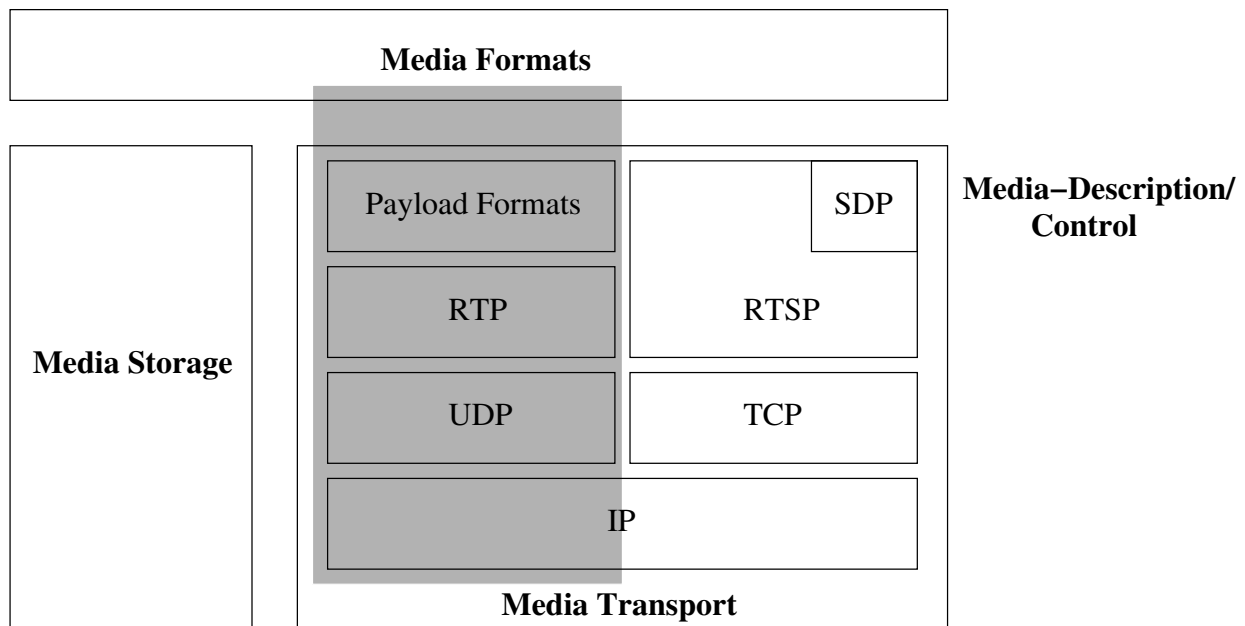 Media Formats
Payload Formats
SDP
Media−Description/
Control
RTP
RTSP
Media Storage
UDP
TCP
IP
Media Transport